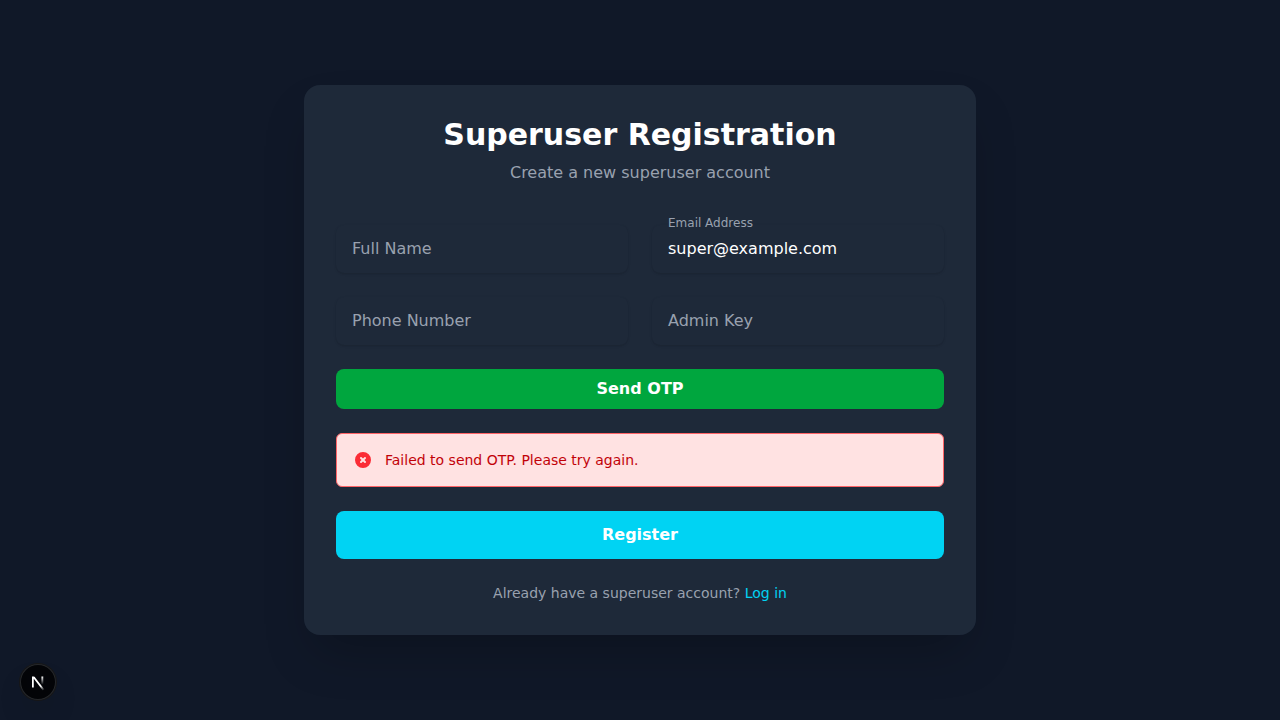 Superuser Registration
Create a new superuser account
Full Name
Email Address
super@example.com
Phone Number
Admin Key
Send OTP
Failed to send OTP. Please try again.
Register
Already have a superuser account? Log in
N